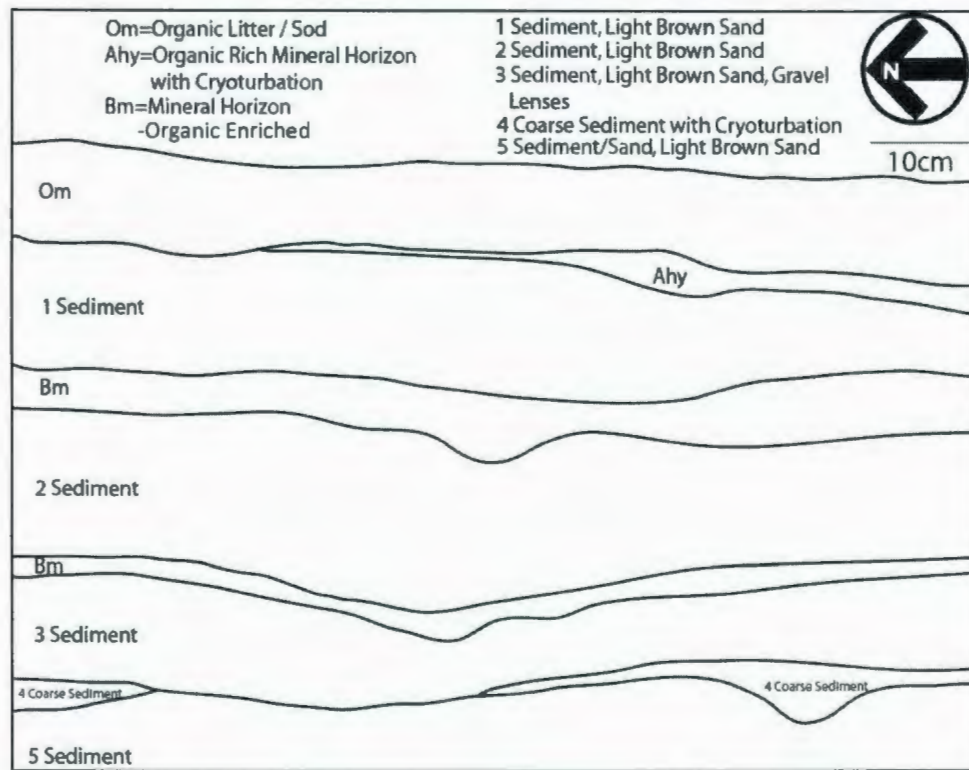 Om=Organic Litter / Sod
Ahy=Organic Rich Mineral Horizon
with Cryoturbation
Bm=Mineral Horizon
-Organic Enriched
1 Sediment, Light Brown Sand
2 Sediment, Light Brown Sand
3 Sediment, Light Brown Sand, Gravel
Lenses
4 Coarse Sediment with Cryoturbation
5 Sediment/Sand, Light Brown Sand
N
10cm
Om
Ahy
1 Sediment
Bm
2 Sediment
Bm
3 Sediment
4 Coarse Sediment
4 Coarse Sediment
5 Sediment